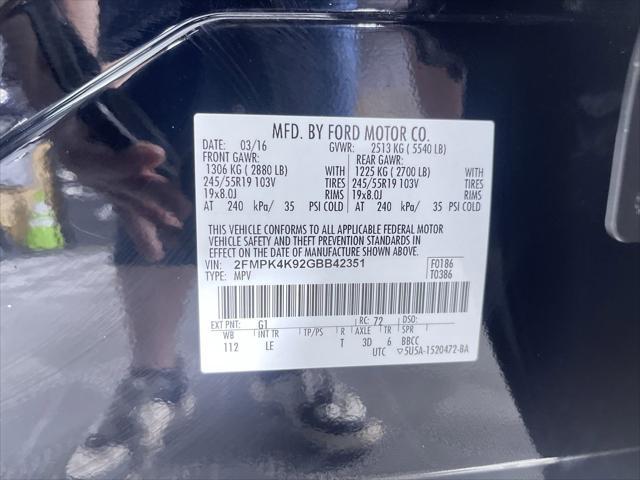 MFD. BY FORD MOTOR CO.
DATE: 03/16 GVWR: 2513 KG ( 5540 LB)
FRONT GAWR: REAR GAWR:
1306 KG ( 2880 LB) WITH 1225 KG ( 2700 LB) WITH
245/55R19 103V TIRES 245/55R19 103V TIRES
19x8.0J RIMS 19x8.0J RIMS
AT 240 kPa/ 35 PSI COLD AT 240 kPa/ 35 PSI COLD
THIS VEHICLE CONFORMS TO ALL APPLICABLE FEDERAL MOTOR
VEHICLE SAFETY AND THEFT PREVENTION STANDARDS IN
EFFECT ON THE DATE OF MANUFACTURE SHOWN ABOVE.
VIN: 2FMPK4K92GBB42351 F0186
TYPE: MPV T0386
EXT PNT: G1 RC: 72 DSO:
WB INT TR TP/PS R AXLE TR SPR
112 LE T 3D 6 BBCC
UTC ▽5U5A-1520472-BA